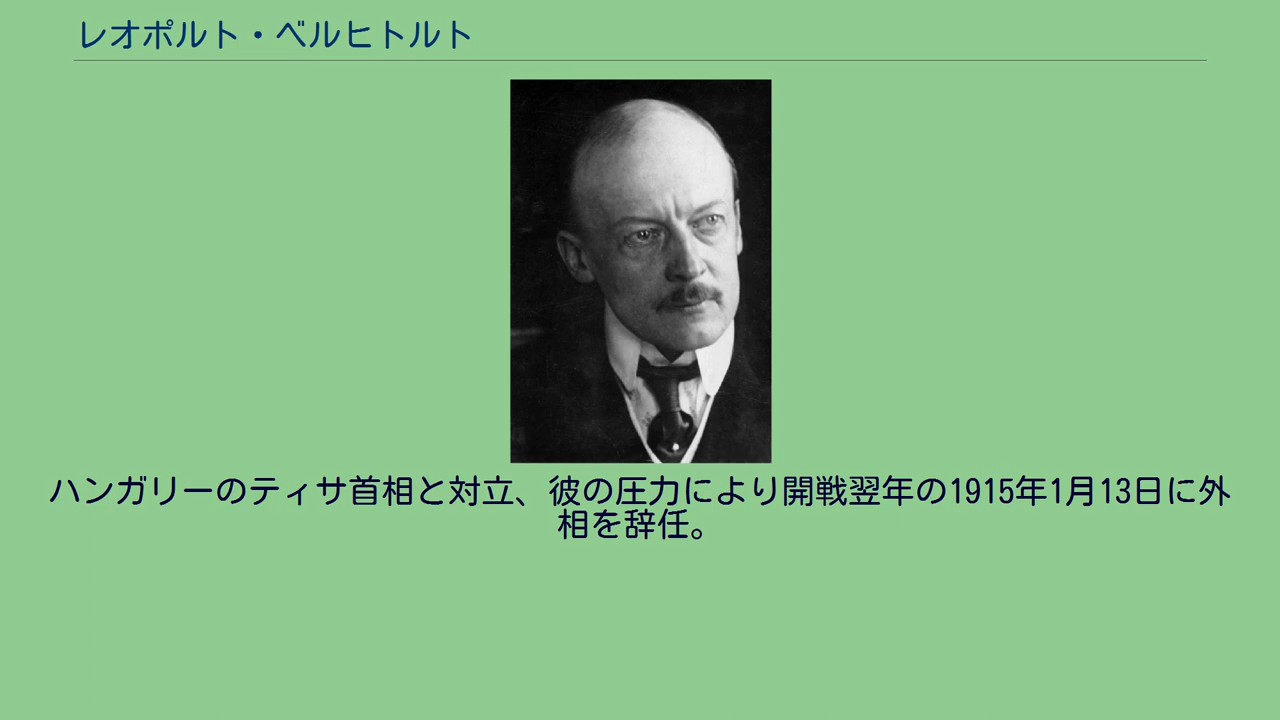 レオポルト・ベルヒトルト
ハンガリーのティサ首相と対立、彼の圧力により開戦翌年の1915年1月13日に外
相を辞任。